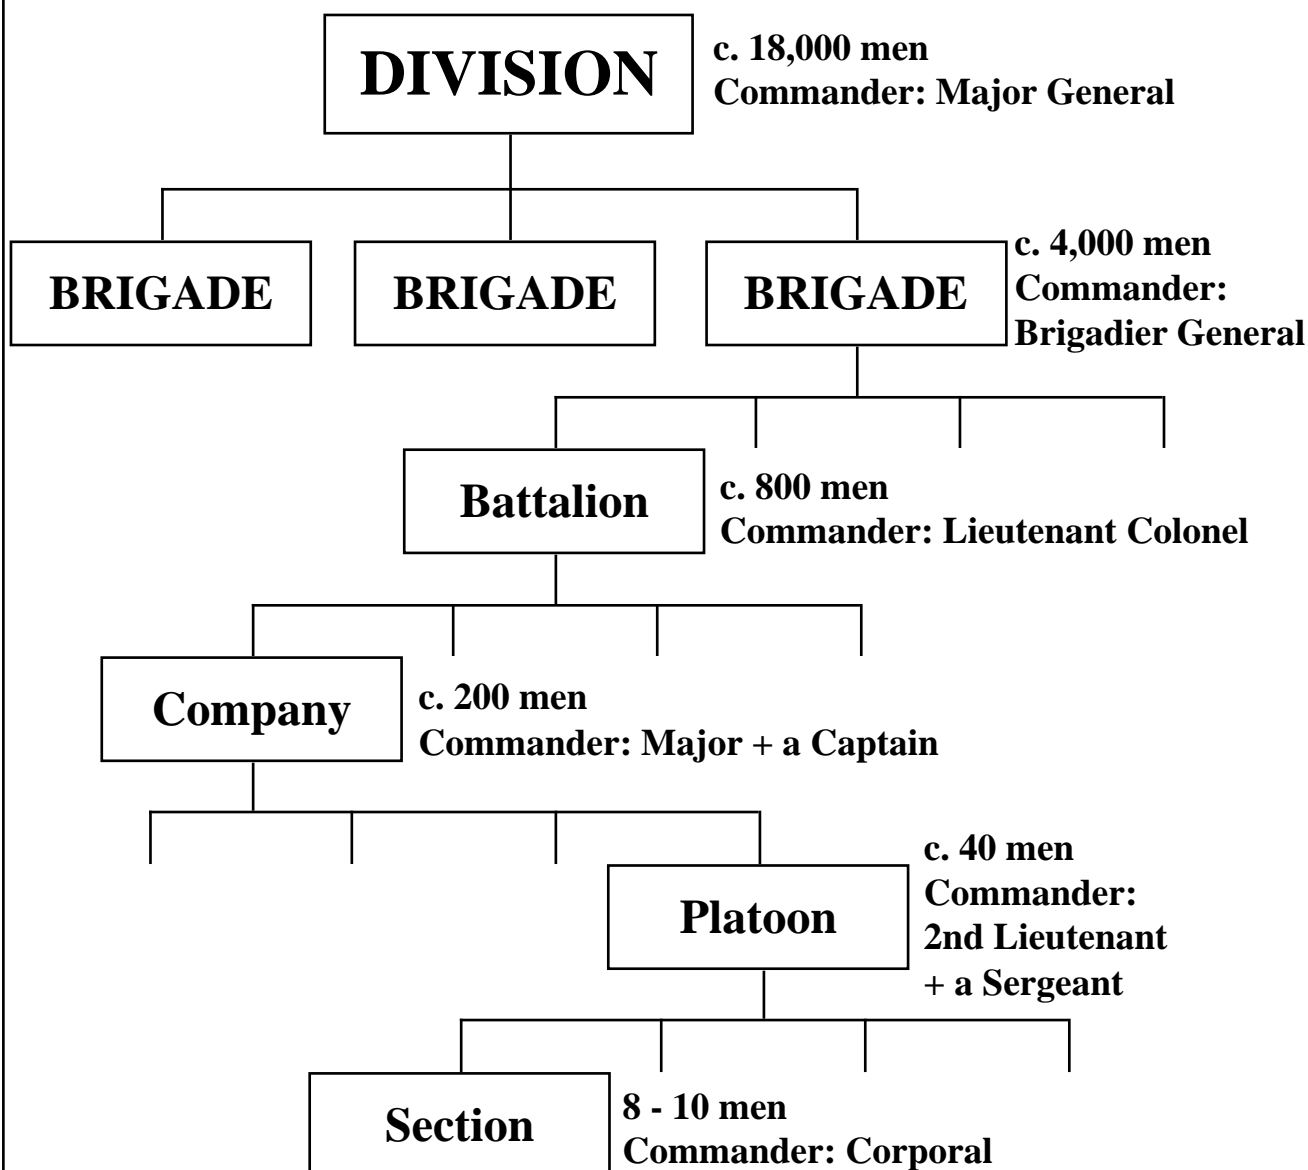 DIVISION
c. 18,000 men
Commander: Major General
BRIGADE
BRIGADE
BRIGADE
c. 4,000 men
Commander:
Brigadier General
Battalion
c. 800 men
Commander: Lieutenant Colonel
Company
c. 200 men
Commander: Major + a Captain
Platoon
c. 40 men
Commander:
2nd Lieutenant
+ a Sergeant
Section
8 - 10 men
Commander: Corporal